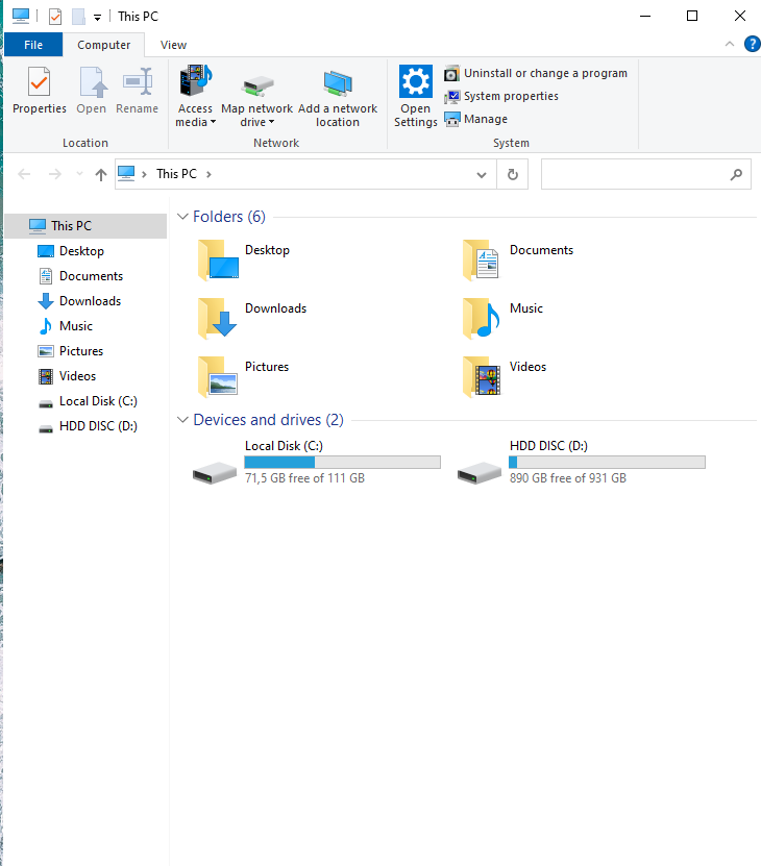 This PC
File
Computer
View
Properties
Open
Rename
Location
Access media
Map network drive
Add a network location
Network
Open Settings
Uninstall or change a program
System properties
Manage
System
This PC
This PC
Desktop
Documents
Downloads
Music
Pictures
Videos
Local Disk (C:)
HDD DISC (D:)
Folders (6)
Desktop
Documents
Downloads
Music
Pictures
Videos
Devices and drives (2)
Local Disk (C:)
71,5 GB free of 111 GB
HDD DISC (D:)
890 GB free of 931 GB